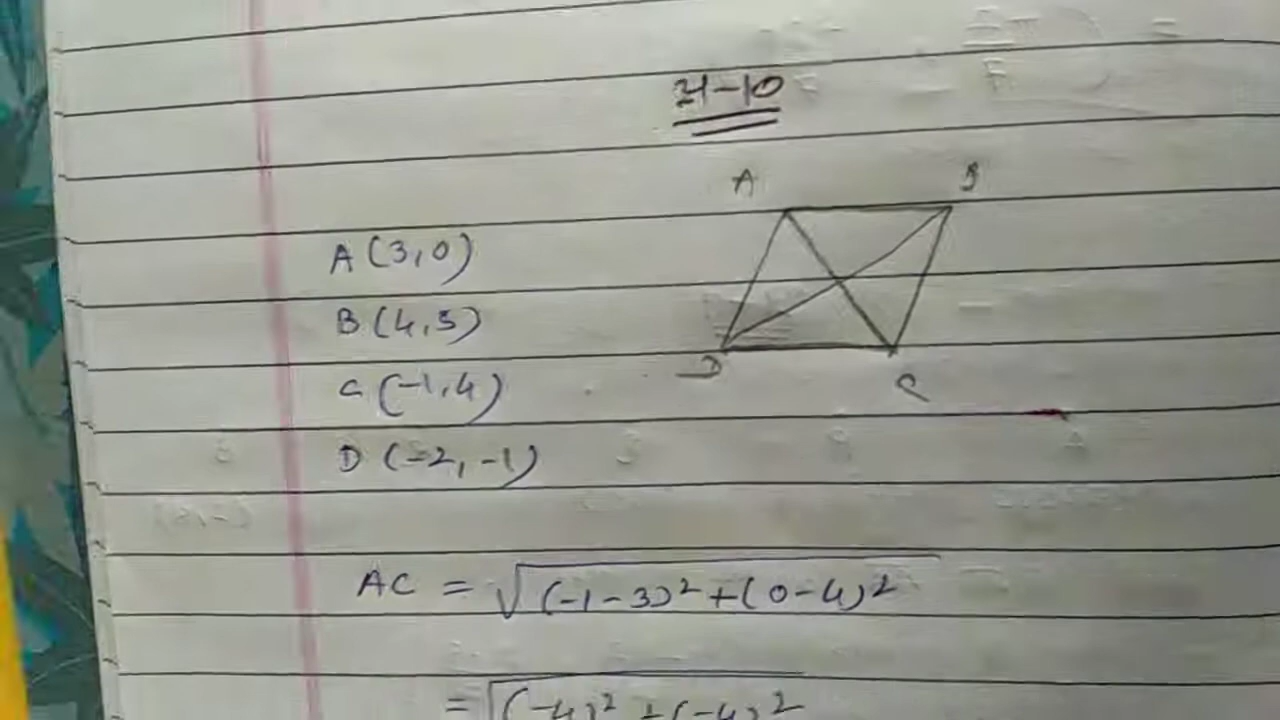 स-10
A B
A (3,0)
B (4,5)
C (-1,4)
D C
D (-2,-1)
AC = √(-1-3)² + (0-4)²
= √(-4)² + (-4)²